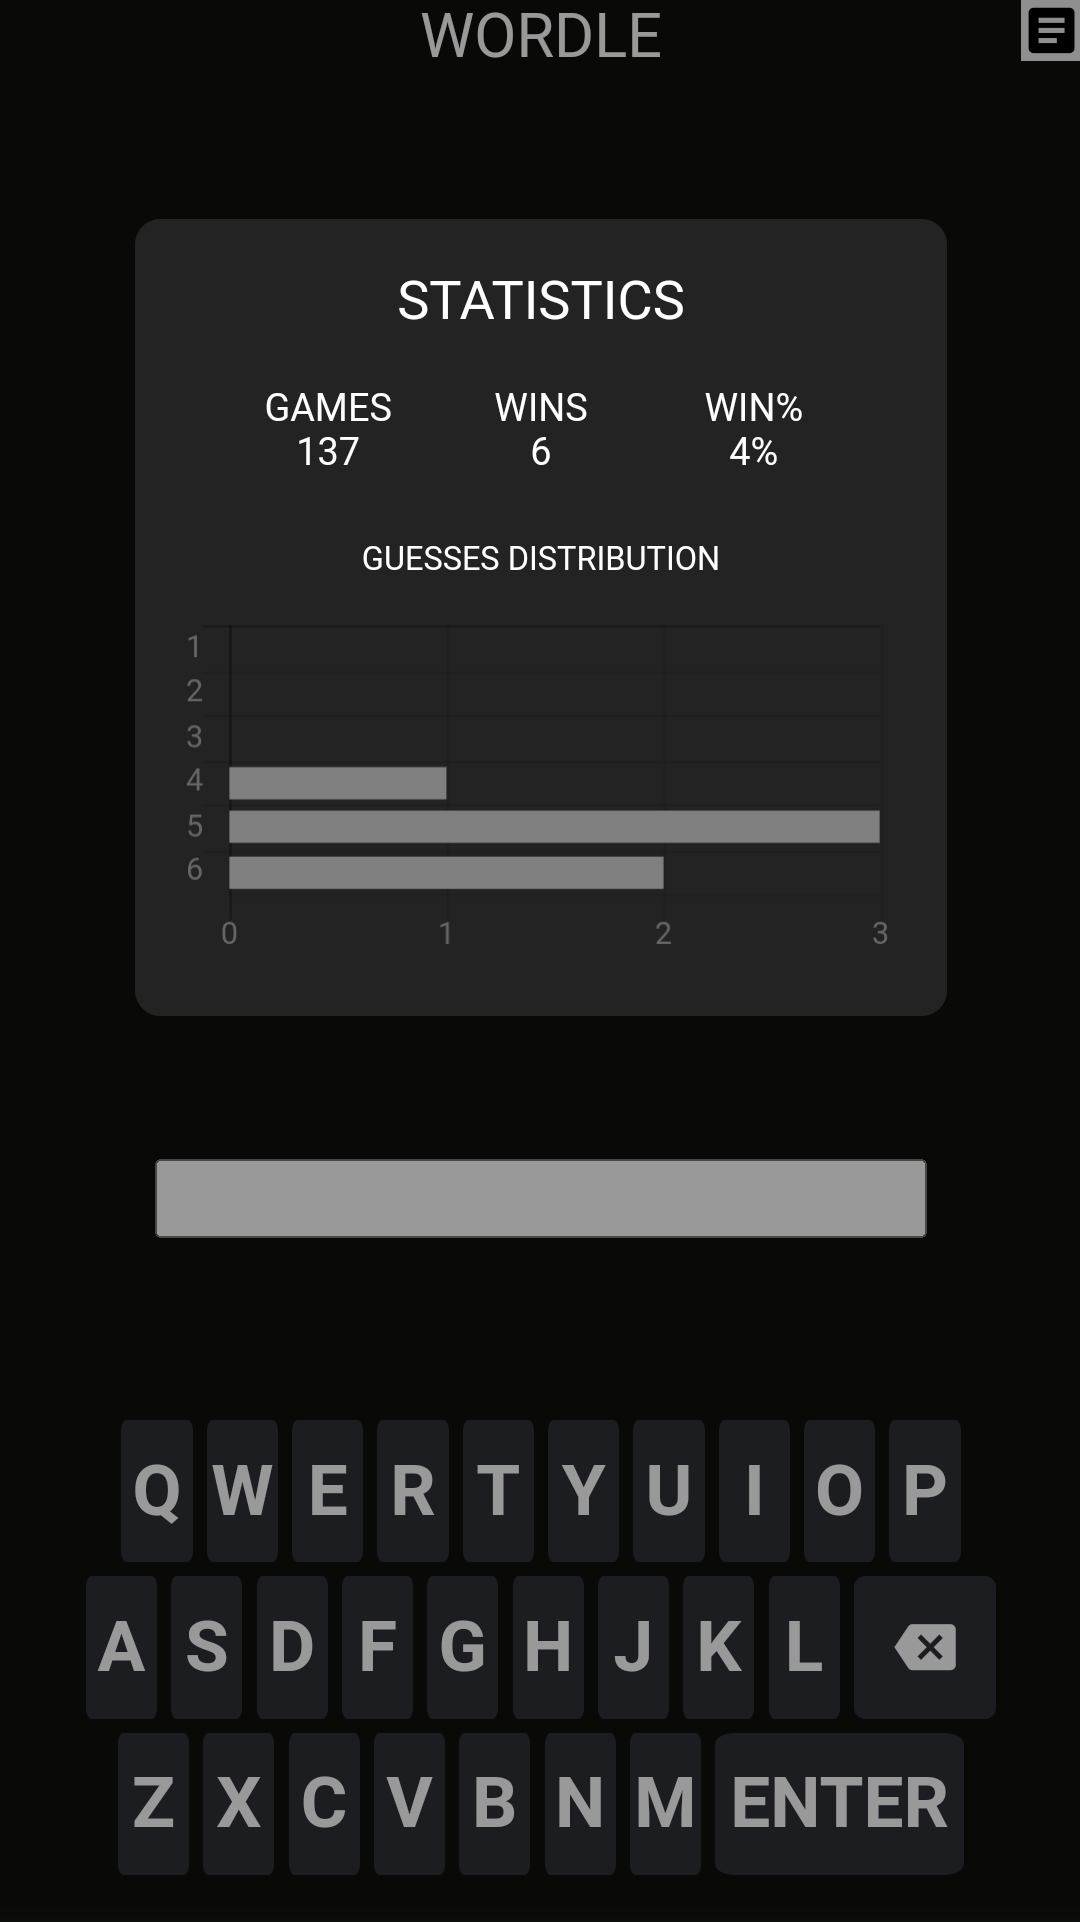 WORDLE
STATISTICS
GAMES WINS WIN%
137 6 4%
GUESSES DISTRIBUTION
1
2
3
4
5
6
0 1 2 3
Q W E R T Y U I O P
A S D F G H J K L
Z X C V B N M ENTER